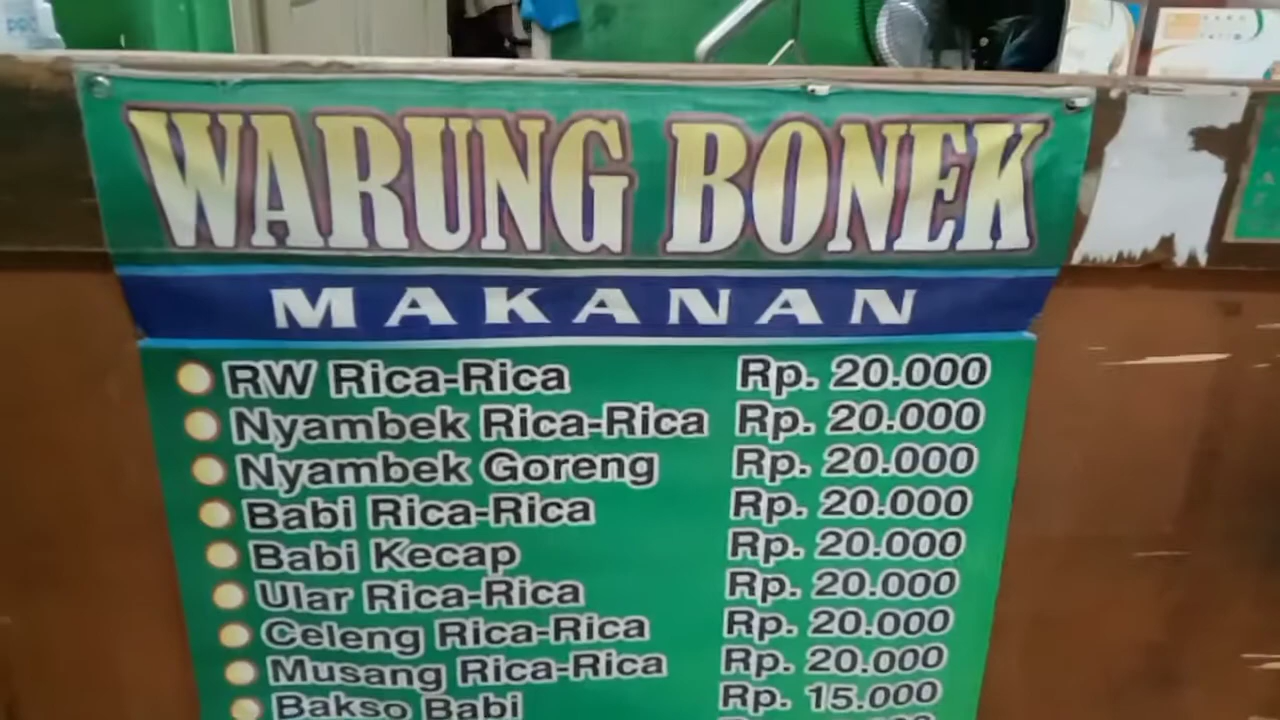 WARUNG BONEK
MAKANAN
RW Rica-Rica Rp. 20.000
Nyambek Rica-Rica Rp. 20.000
Nyambek Goreng Rp. 20.000
Babi Rica-Rica Rp. 20.000
Babi Kecap Rp. 20.000
Ular Rica-Rica Rp. 20.000
Celeng Rica-Rica Rp. 20.000
Musang Rica-Rica Rp. 20.000
Bakso Babi Rp. 15.000